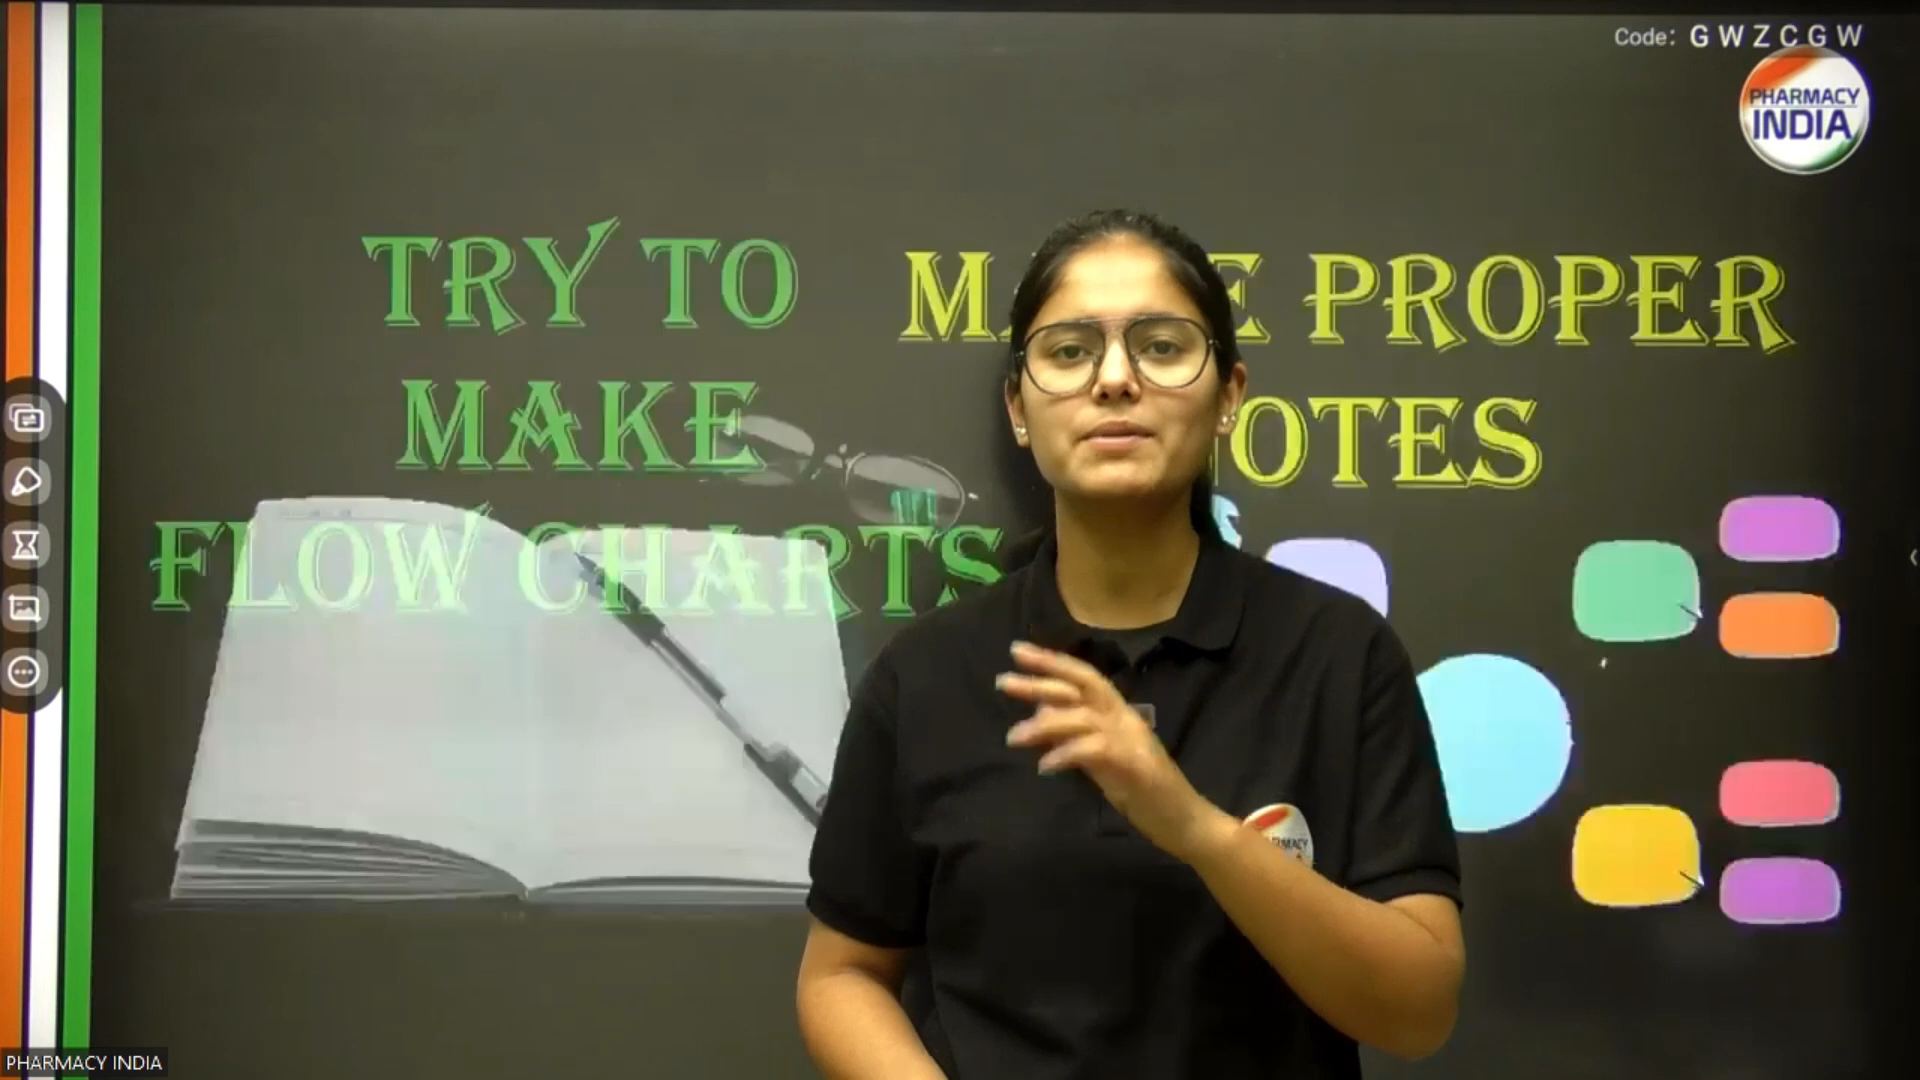 Code: GWZCGW
PHARMACY
INDIA
TRY TO
MAKE
FLOW CHARTS
PROPER
PHARMACY INDIA